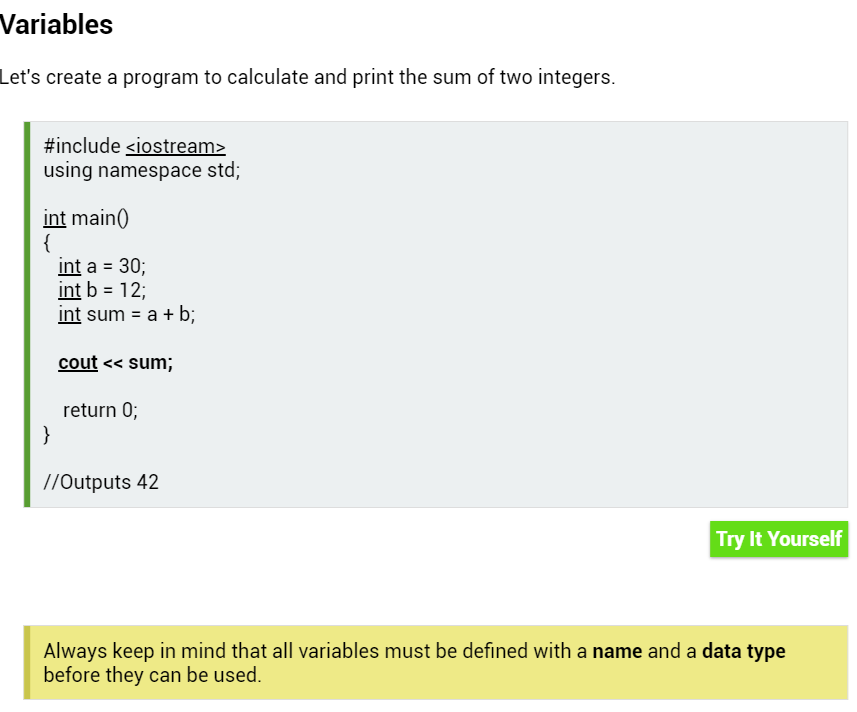 Variables
Let's create a program to calculate and print the sum of two integers.
#include <iostream>
using namespace std;
int main()
{
int a = 30;
int b = 12;
int sum = a + b;
cout << sum;
return 0;
}
//Outputs 42
Try It Yourself
Always keep in mind that all variables must be defined with a name and a data type
before they can be used.